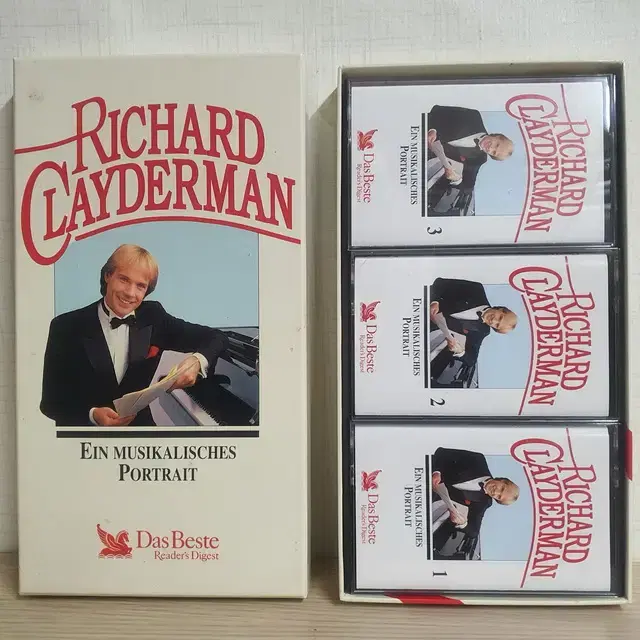 RICHARD
CLAYDERMAN
EIN MUSIKALISCHES
PORTRAIT
Das Beste
Reader's Digest
RICHARD
CLAYDERMAN
EIN MUSIKALISCHES
PORTRAIT
3
Das Beste
Reader's Digest
RICHARD
CLAYDERMAN
EIN MUSIKALISCHES
PORTRAIT
2
Das Beste
Reader's Digest
RICHARD
CLAYDERMAN
EIN MUSIKALISCHES
PORTRAIT
1
Das Beste
Reader's Digest